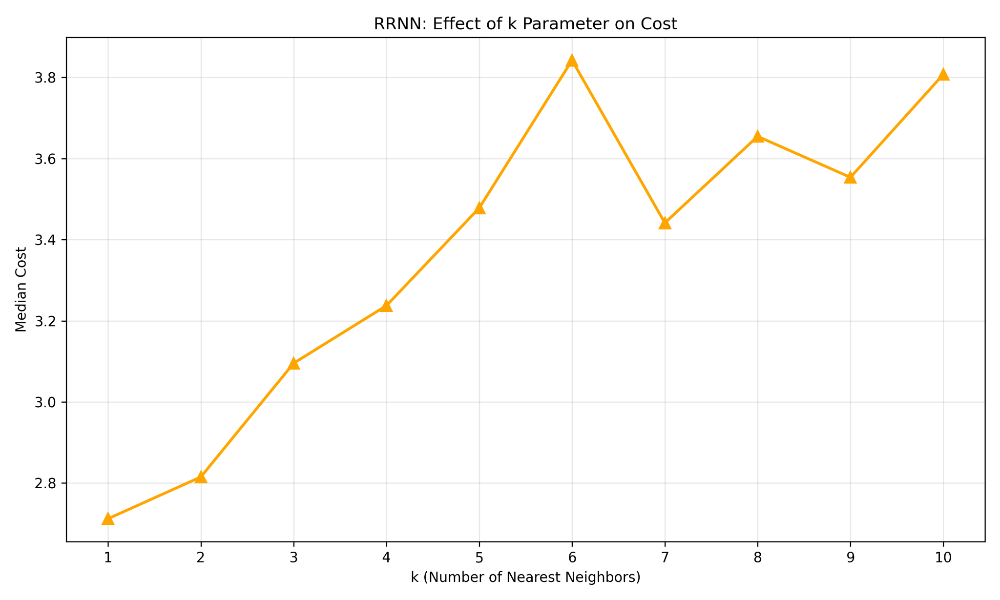 RRNN: Effect of k Parameter on Cost
Median Cost
3.8
3.6
3.4
3.2
3.0
2.8
1 2 3 4 5 6 7 8 9 10
k (Number of Nearest Neighbors)